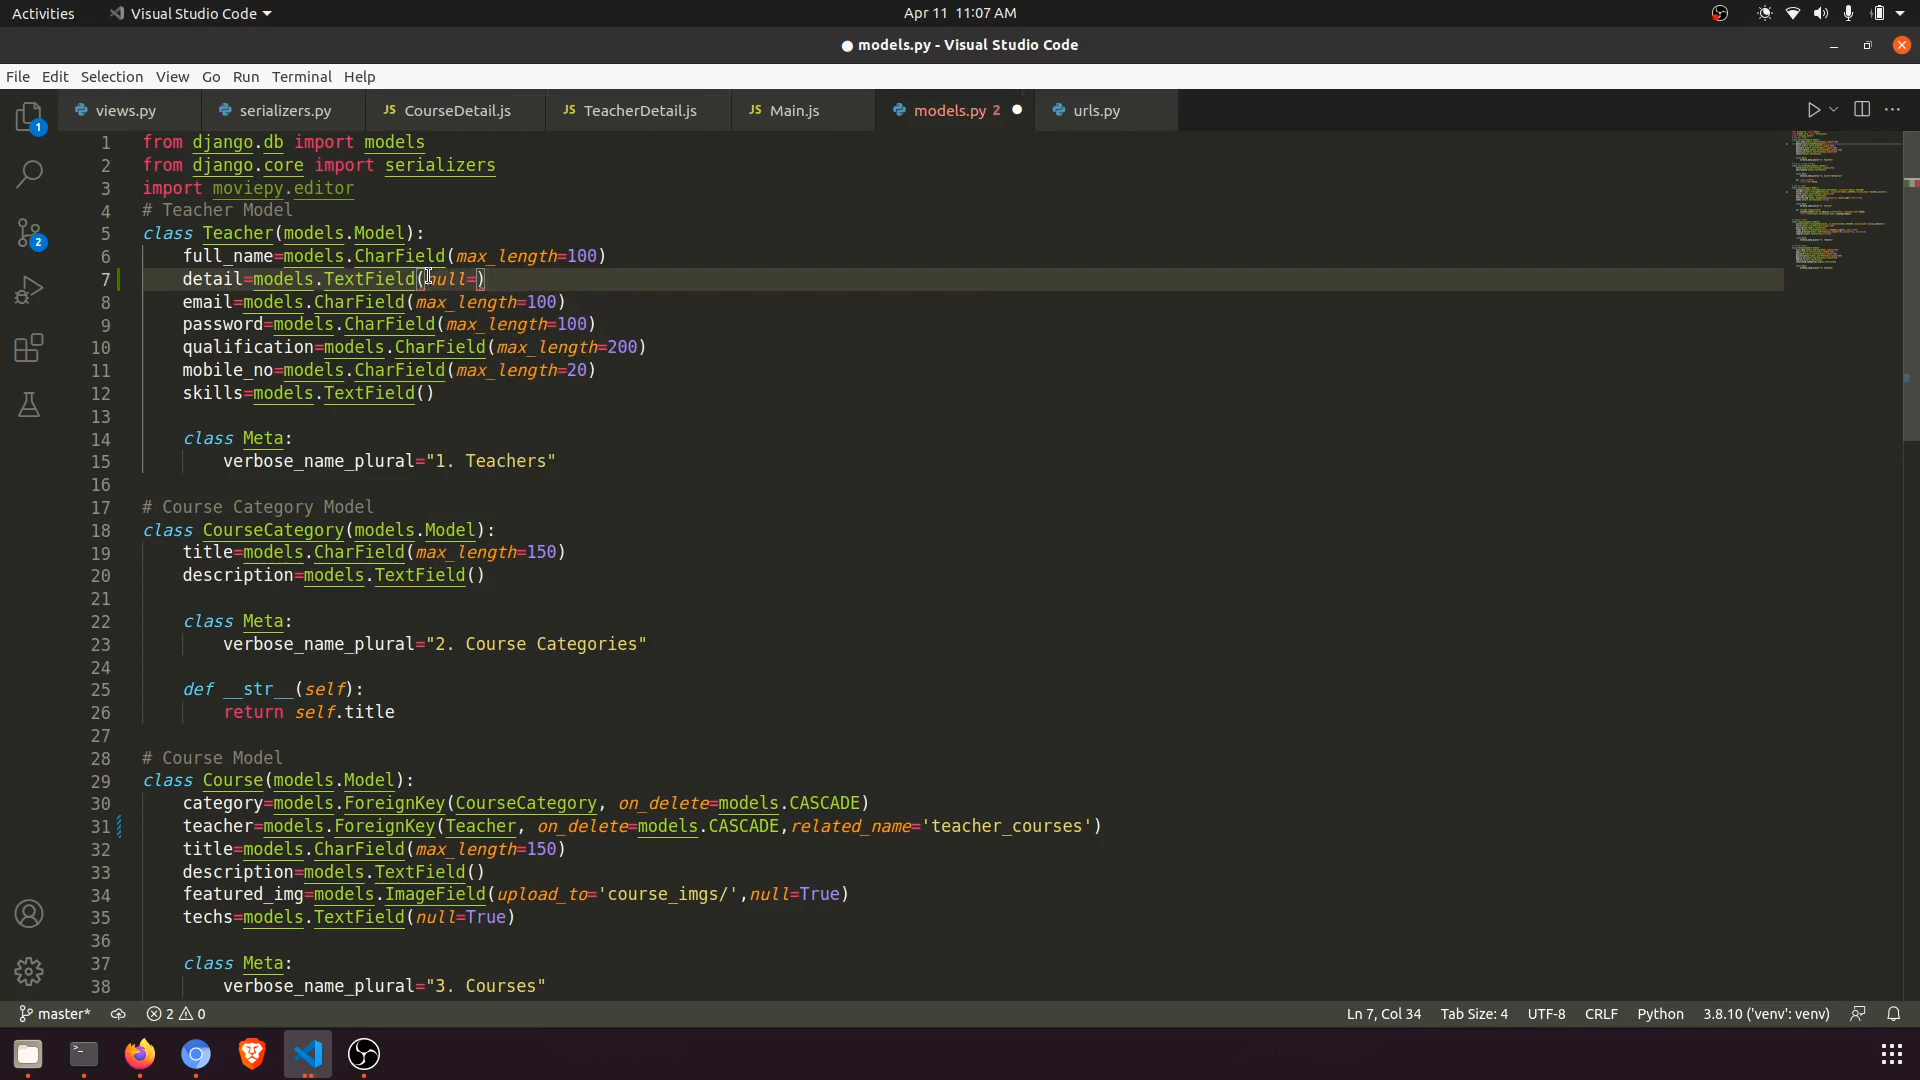 Activities Visual Studio Code Apr 11 11:07 AM
models.py - Visual Studio Code
File Edit Selection View Go Run Terminal Help
views.py serializers.py JS CourseDetail.js JS TeacherDetail.js JS Main.js models.py 2 urls.py
1 from django.db import models
2 from django.core import serializers
3 import moviepy.editor
4 # Teacher Model
5 class Teacher(models.Model):
6 full_name=models.CharField(max_length=100)
7 detail=models.TextField(null=)
8 email=models.CharField(max_length=100)
9 password=models.CharField(max_length=100)
10 qualification=models.CharField(max_length=200)
11 mobile_no=models.CharField(max_length=20)
12 skills=models.TextField()
13
14 class Meta:
15 verbose_name_plural="1. Teachers"
16
17 # Course Category Model
18 class CourseCategory(models.Model):
19 title=models.CharField(max_length=150)
20 description=models.TextField()
21
22 class Meta:
23 verbose_name_plural="2. Course Categories"
24
25 def __str__(self):
26 return self.title
27
28 # Course Model
29 class Course(models.Model):
30 category=models.ForeignKey(CourseCategory, on_delete=models.CASCADE)
31 teacher=models.ForeignKey(Teacher, on_delete=models.CASCADE,related_name='teacher_courses')
32 title=models.CharField(max_length=150)
33 description=models.TextField()
34 featured_img=models.ImageField(upload_to='course_imgs/',null=True)
35 techs=models.TextField(null=True)
36
37 class Meta:
38 verbose_name_plural="3. Courses"
1
2
master* 2 0 Ln 7, Col 34 Tab Size: 4 UTF-8 CRLF Python 3.8.10 ('venv': venv)